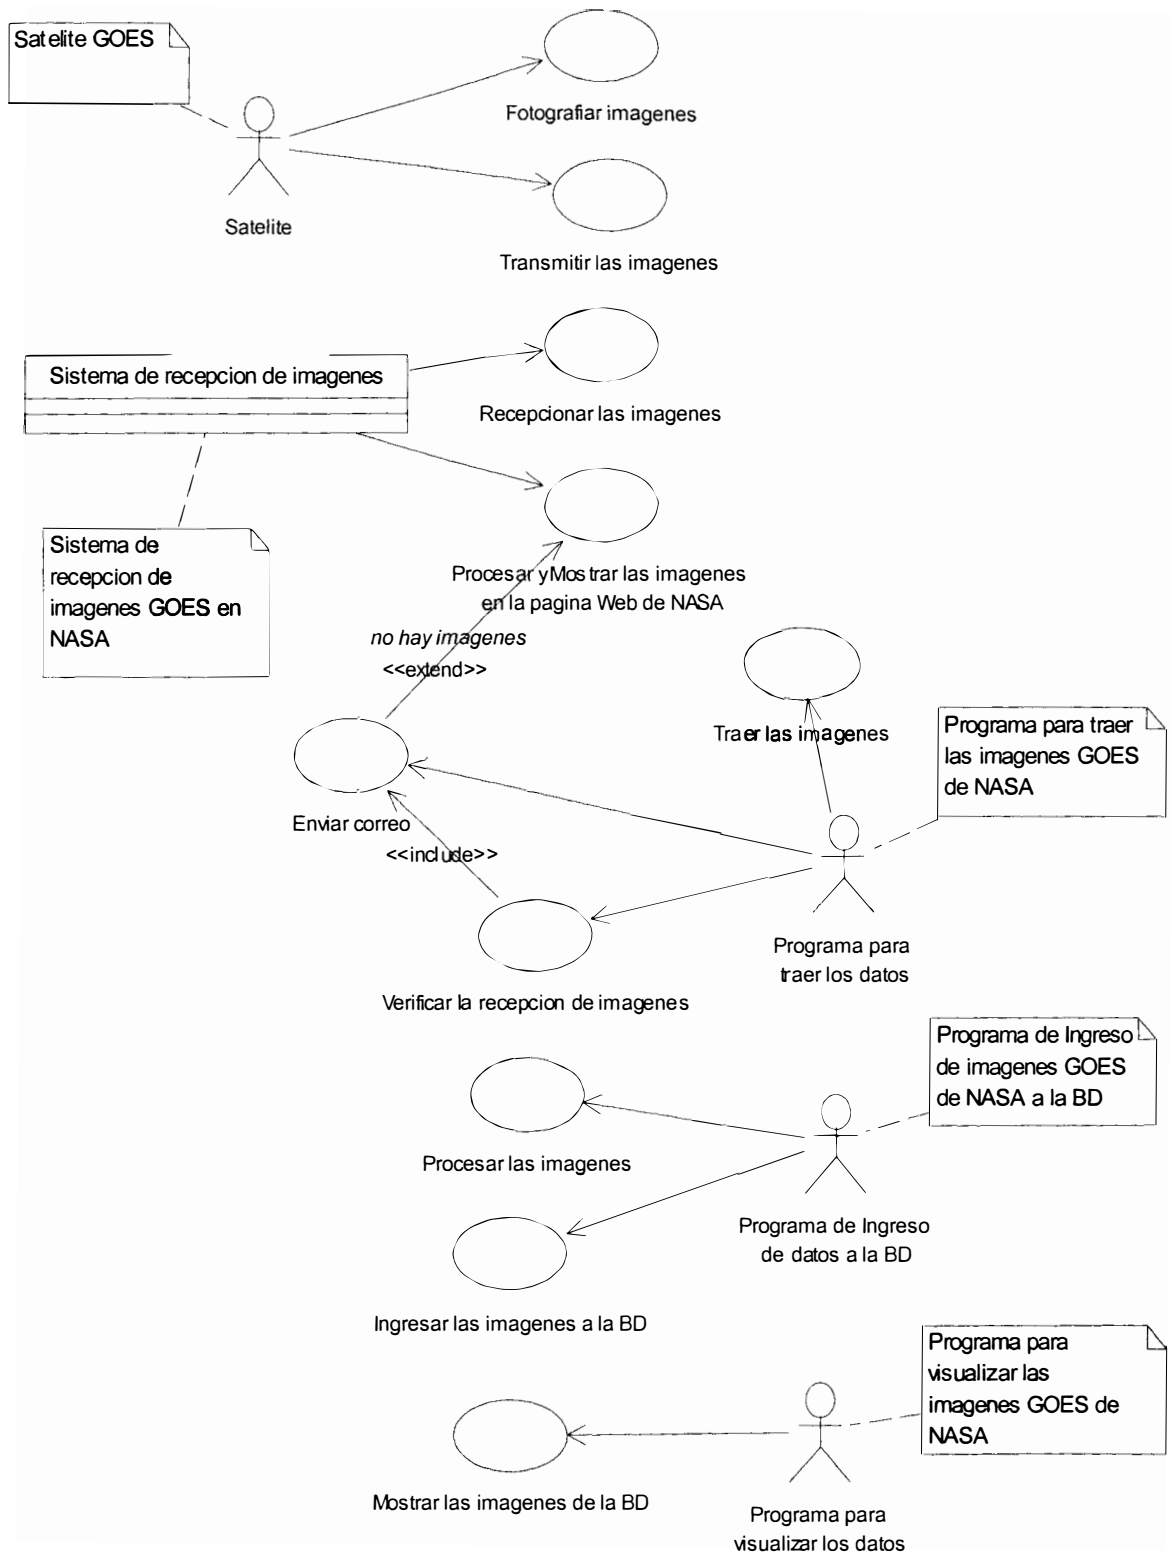 Satelite GOES
Fotografiar imagenes
Satelite
Transmitir las imagenes
Sistema de recepcion de imagenes
Recepcionar las imagenes
Sistema de
recepcion de
imagenes GOES en
NASA
Procesar y Mostrar las imagenes
en la pagina Web de NASA
no hay imagenes
<<extend>>
Traer las imagenes
Programa para traer
las imagenes GOES
de NASA
Enviar correo
<<include>>
Programa para
traer los datos
Verificar la recepcion de imagenes
Programa de Ingreso
de imagenes GOES
de NASA a la BD
Procesar las imagenes
Programa de Ingreso
de datos a la BD
Ingresar las imagenes a la BD
Programa para
visualizar las
imagenes GOES de
NASA
Mostrar las imagenes de la BD
Programa para
visualizar los datos